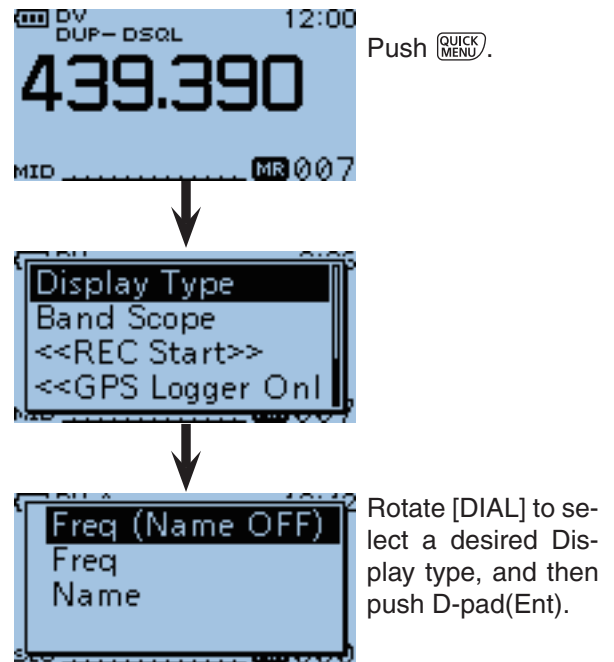 DV 12:00
DUP– DSQL
439.390
MID MR 007
Push QUICK MENU.
Display Type
Band Scope
<<REC Start>>
<<GPS Logger Onl
Freq (Name OFF)
Freq
Name
Rotate [DIAL] to se-
lect a desired Dis-
play type, and then
push D-pad(Ent).